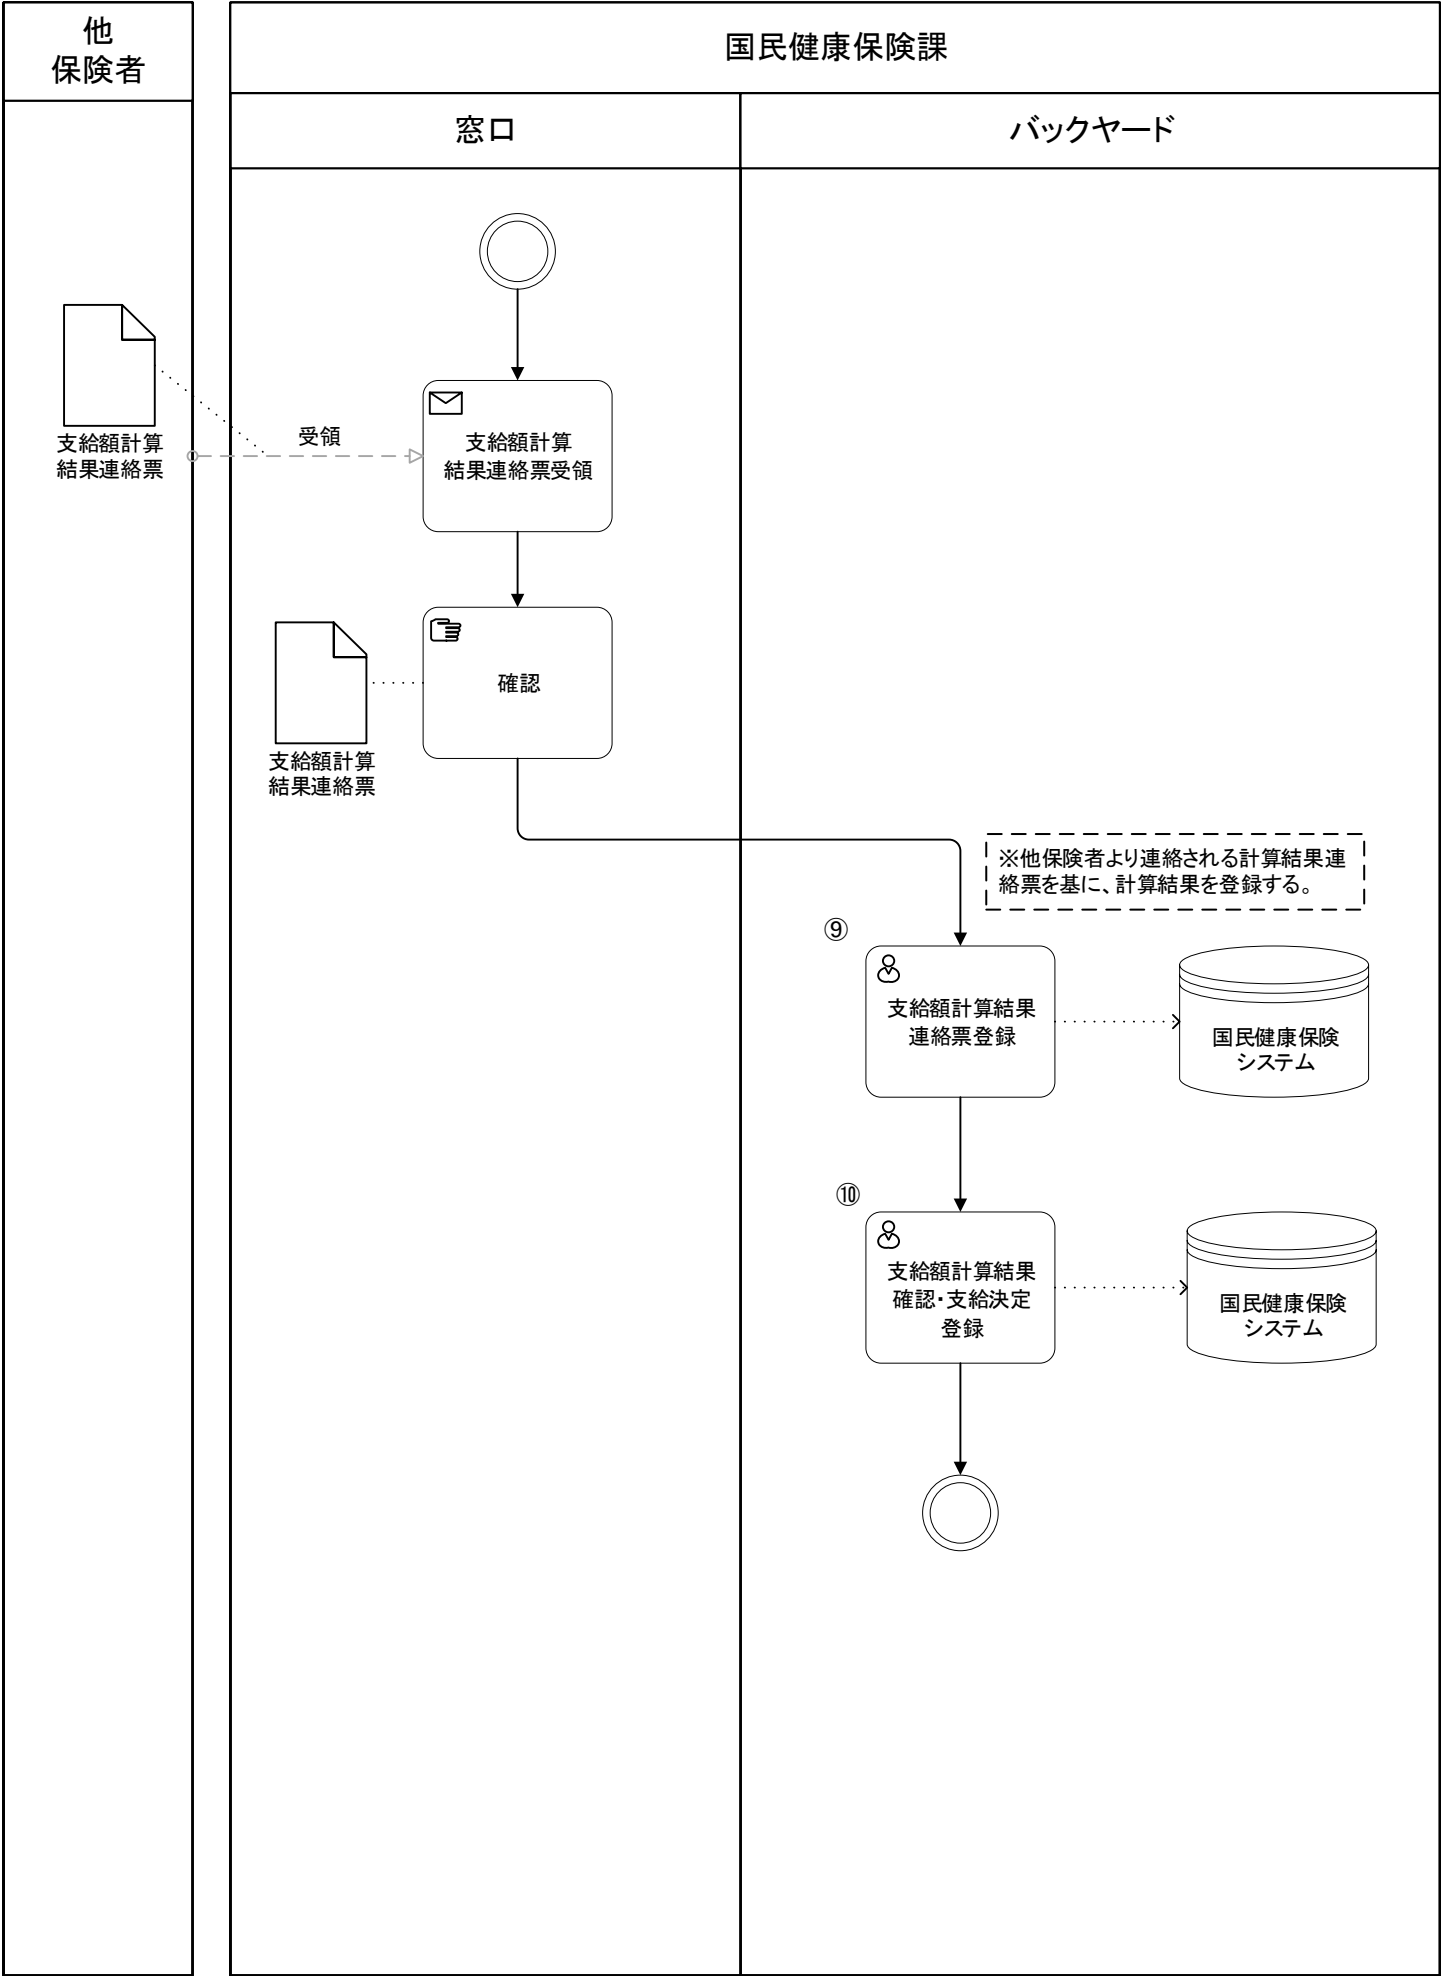 他
保険者
国民健康保険課
窓口
バックヤード
支給額計算
結果連絡票
受領
支給額計算
結果連絡票受領
確認
支給額計算
結果連絡票
※他保険者より連絡される計算結果連
絡票を基に、計算結果を登録する。
⑨
支給額計算結果
連絡票登録
国民健康保険
システム
⑩
支給額計算結果
確認・支給決定
登録
国民健康保険
システム